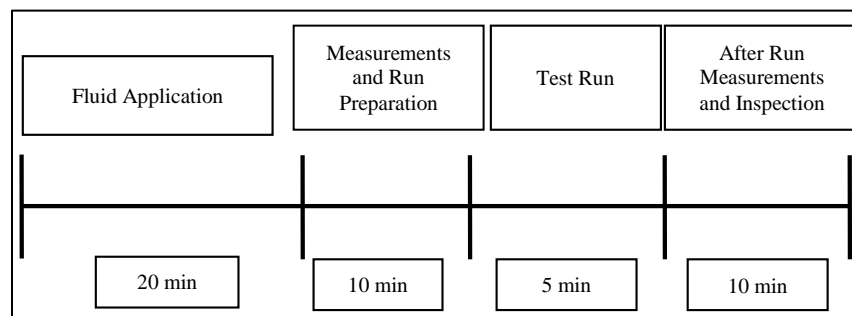 Fluid Application
Measurements
and Run
Preparation
Test Run
After Run
Measurements
and Inspection
20 min
10 min
5 min
10 min